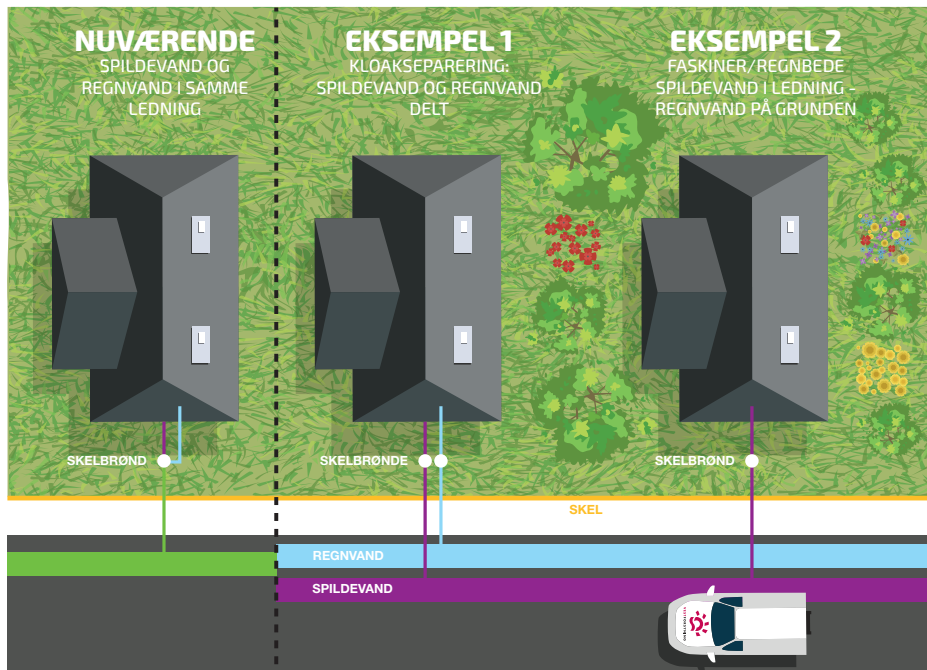 NUVÆRENDE
SPILDEVAND OG
REGNVAND I SAMME
LEDNING
EKSEMPEL 1
KLOAKSEPARERING:
SPILDEVAND OG REGNVAND
DELT
EKSEMPEL 2
FASKINER/REGNBEDE
SPILDEVAND I LEDNING -
REGNVAND PÅ GRUNDEN
SKELBRØND
SKELBRØNDE
SKELBRØND
SKEL
REGNVAND
SPILDEVAND